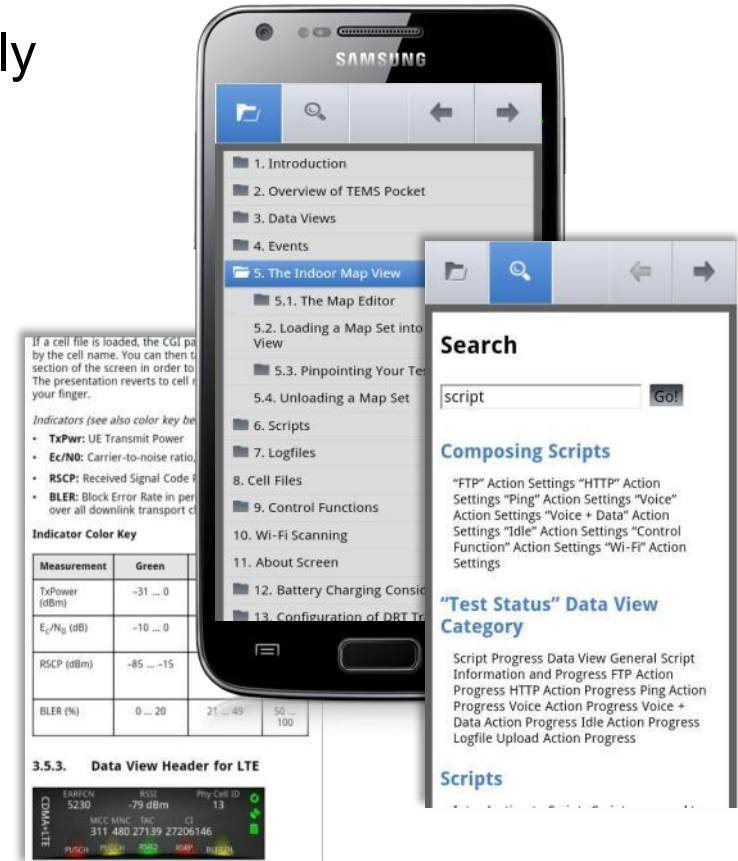 ly
SAMSUNG
1. Introduction
2. Overview of TEMS Pocket
3. Data Views
4. Events
5. The Indoor Map View
5.1. The Map Editor
5.2. Loading a Map Set into
View
5.3. Pinpointing Your
5.4. Unloading a Map Set
6. Scripts
7. Logfiles
8. Cell Files
9. Control Functions
10. Wi-Fi Scanning
11. About Screen
12. Battery Charging
13. Configuration of DRT
Search
script Go!
Composing Scripts
“FTP” Action Settings “HTTP” Action
Settings “Ping” Action Settings “Voice”
Action Settings “Voice + Data” Action
Settings “Idle” Action Settings “Control
Function” Action Settings “Wi-Fi” Action
Settings
“Test Status” Data View
Category
Script Progress Data View General Script
Information and Progress FTP Action
Progress HTTP Action Progress Ping Action
Progress Voice Action Progress Voice +
Data Action Progress Idle Action Progress
Logfile Upload Action Progress
Scripts
If a cell file is loaded, the CGI
by the cell name. You can then
section of the screen in order to
The presentation reverts to cell
your finger.
Indicators (see also color key
• TxPwr: UE Transmit Power
• Ec/N0: Carrier-to-noise ratio,
• RSCP: Received Signal Code
• BLER: Block Error Rate in
over all downlink transport
Indicator Color Key
Measurement Green
TxPower
(dBm) -31 ... 0
EC/N0 (dB) -10 ... 0
RSCP (dBm) -85 ... -15
BLER (%) 0 ... 20 21 ... 49 50 ...
100
3.5.3. Data View Header for LTE
CDMA+LTE
EARFCN RSSI Phy Cell ID
5230 -79 dBm 13
MCC MNC TAC CI
311 480 27139 27206146
PUSCH PUCCH RSRQ RSRP